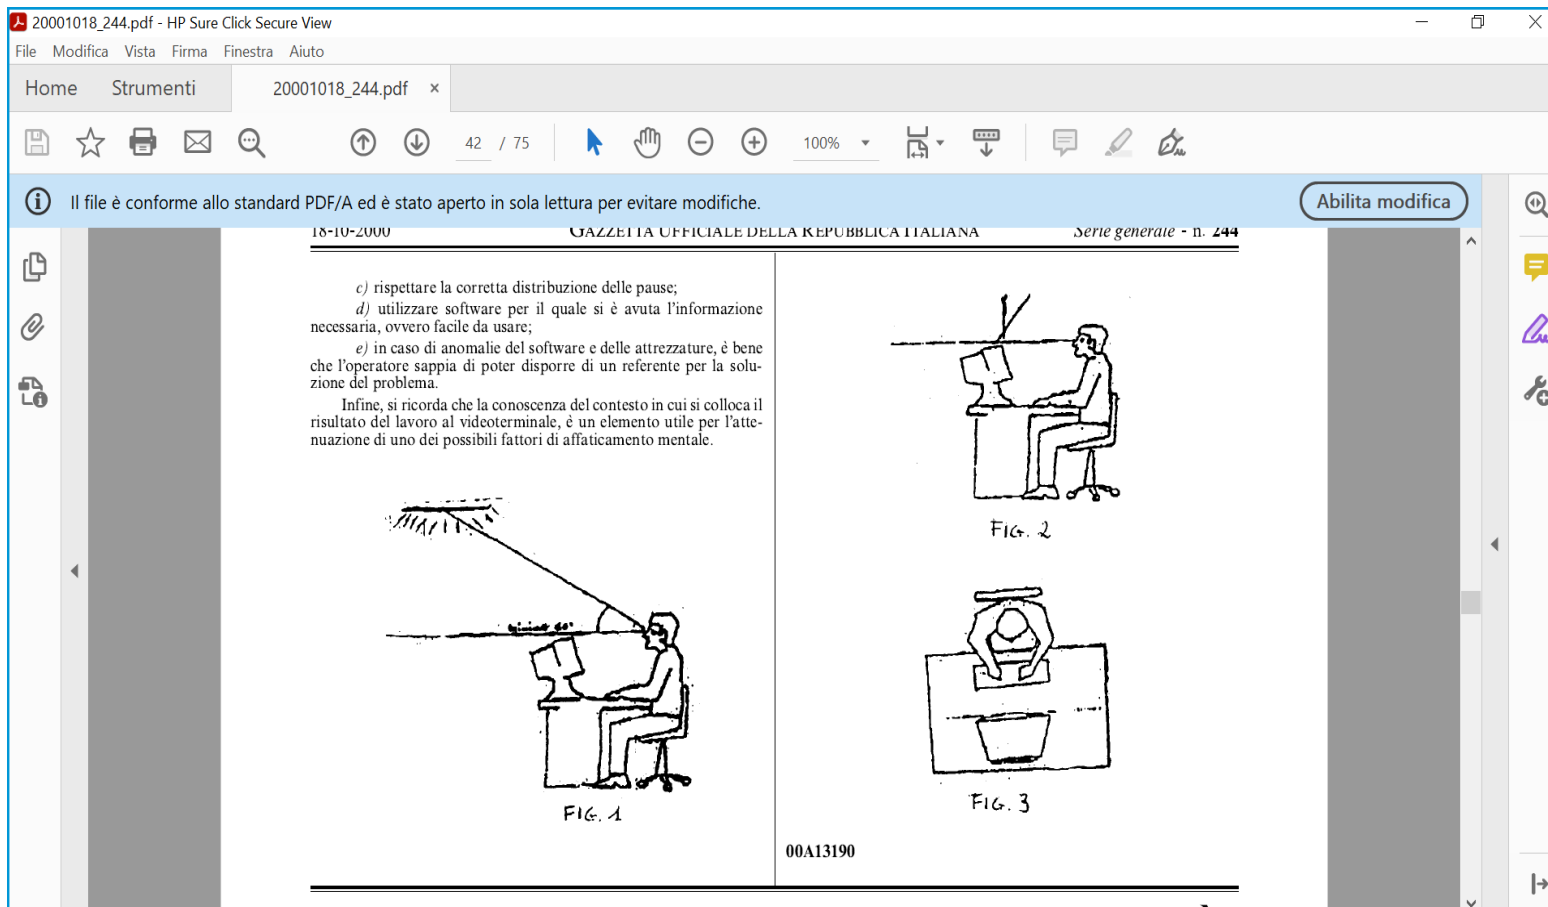 20001018_244.pdf - HP Sure Click Secure View
File Modifica Vista Firma Finestra Aiuto
Home Strumenti 20001018_244.pdf ×
42 / 75 100%
Il file è conforme allo standard PDF/A ed è stato aperto in sola lettura per evitare modifiche. Abilita modifica
18-10-2000 GAZZETTA UFFICIALE DELLA REPUBBLICA ITALIANA Serie generale - n. 244
c) rispettare la corretta distribuzione delle pause;
d) utilizzare software per il quale si è avuta l'informazione
necessaria, ovvero facile da usare;
e) in caso di anomalie del software e delle attrezzature, è bene
che l'operatore sappia di poter disporre di un referente per la solu-
zione del problema.
Infine, si ricorda che la conoscenza del contesto in cui si colloca il
risultato del lavoro al videoterminale, è un elemento utile per l'atte-
nuazione di uno dei possibili fattori di affaticamento mentale.
FIG. 1
FIG. 2
FIG. 3
00A13190